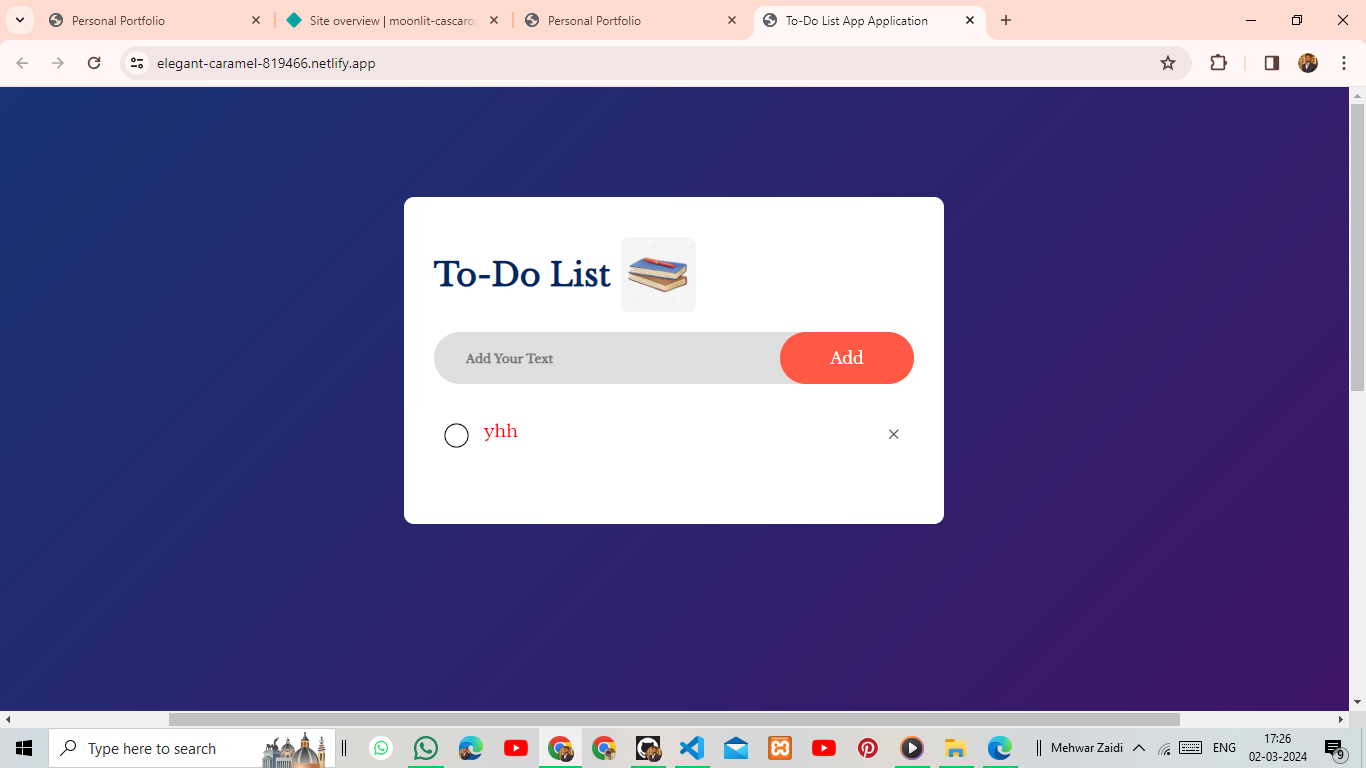 Personal Portfolio
Site overview | moonlit-cascaron
Personal Portfolio
To-Do List App Application
elegant-caramel-819466.netlify.app
To-Do List
Add Your Text
Add
yhh
Type here to search
Mehwar Zaidi
ENG
17:26
02-03-2024
9